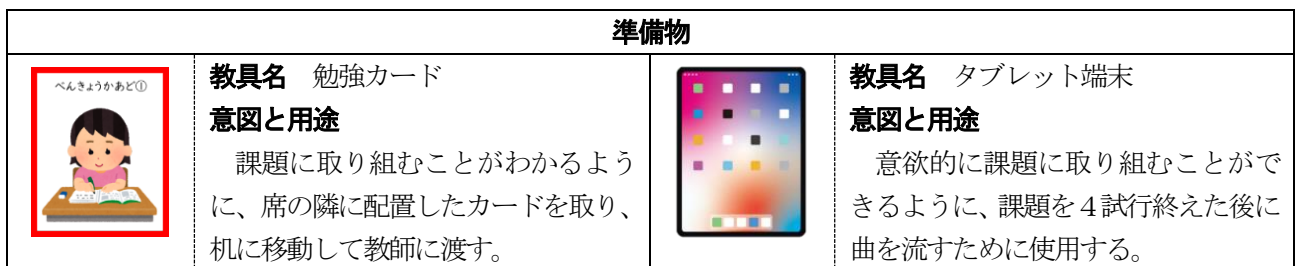 準備物
べんきょうかあど①
教具名　勉強カード
意図と用途
　課題に取り組むことがわかるよう
に、席の隣に配置したカードを取り、
机に移動して教師に渡す。
教具名　タブレット端末
意図と用途
　意欲的に課題に取り組むことがで
きるように、課題を４試行終えた後に
曲を流すために使用する。